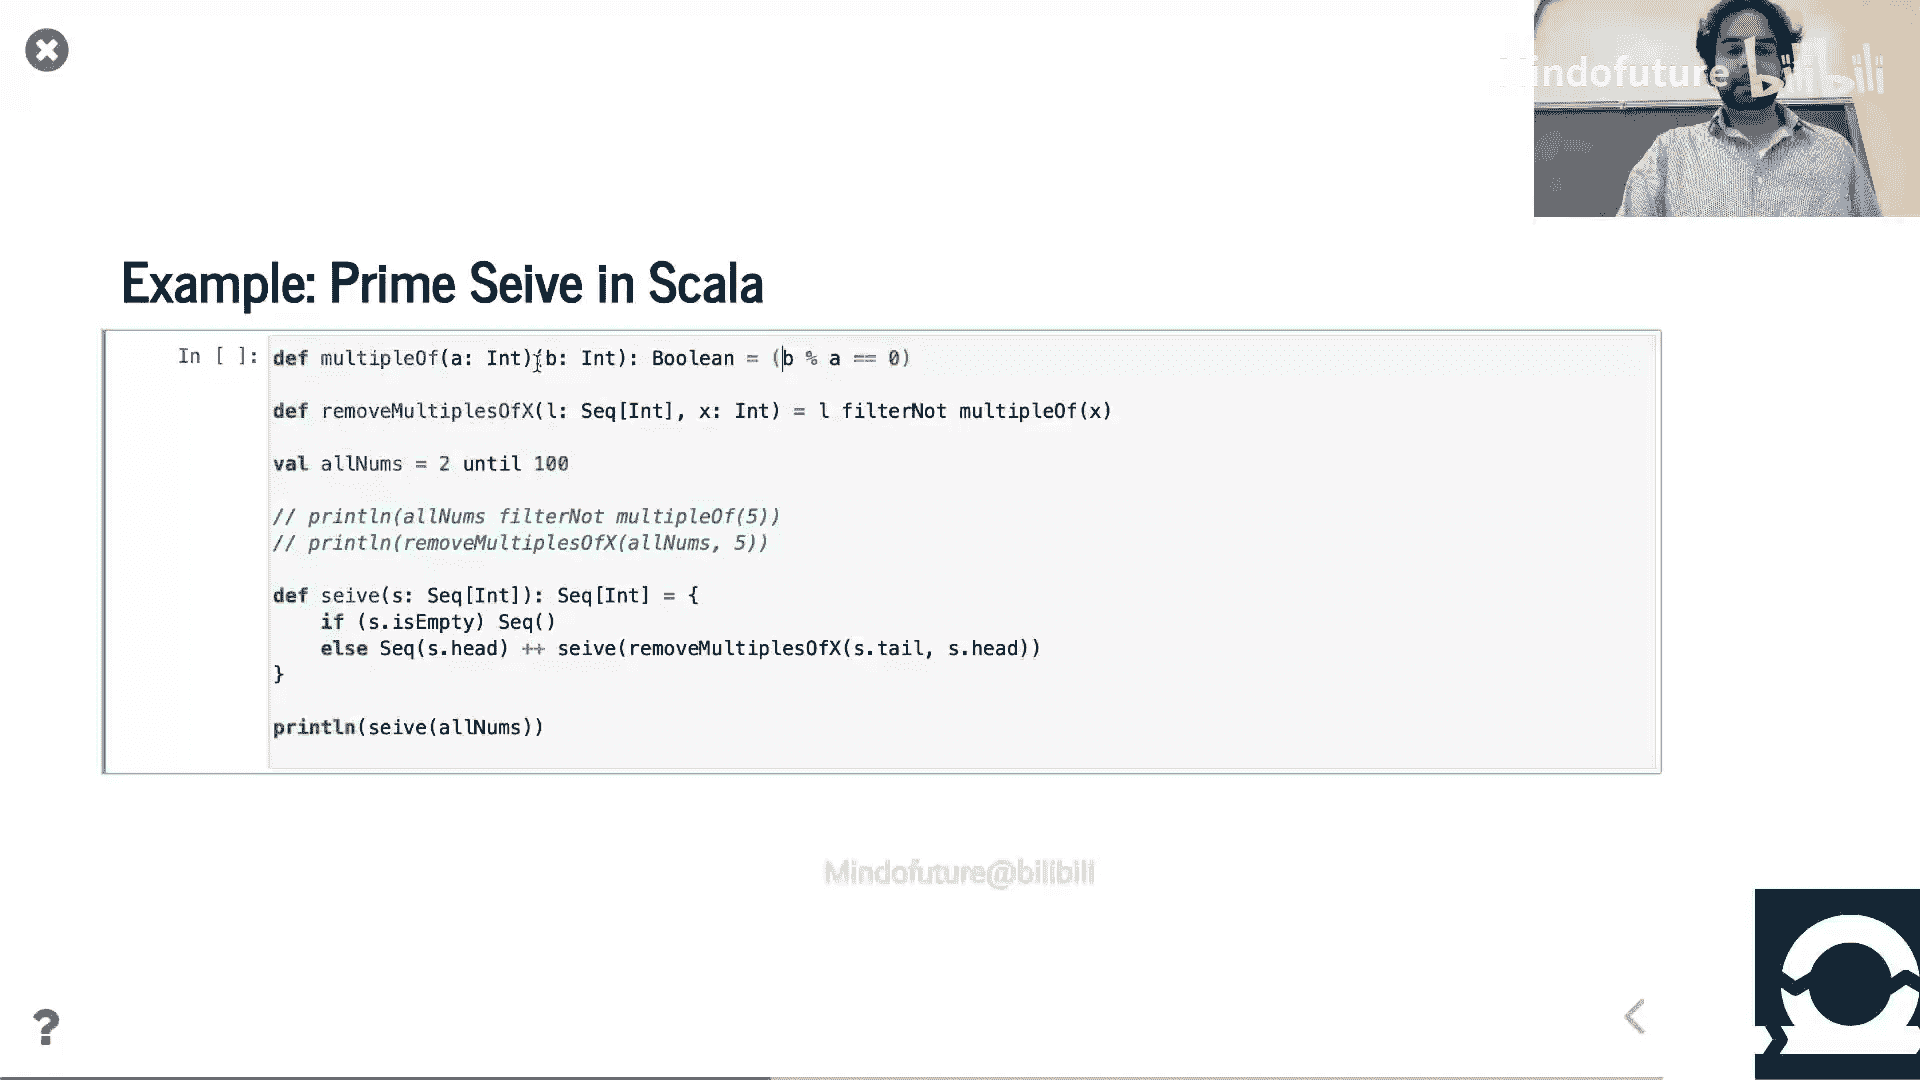 Mindofuture bilibili
Example: Prime Seive in Scala
In [ ]:
def multipleOf(a: Int)(b: Int): Boolean = (b % a == 0)
def removeMultiplesOfX(l: Seq[Int], x: Int) = l filterNot multipleOf(x)
val allNums = 2 until 100
// println(allNums filterNot multipleOf(5))
// println(removeMultiplesOfX(allNums, 5))
def seive(s: Seq[Int]): Seq[Int] = {
    if (s.isEmpty) Seq()
    else Seq(s.head) ++ seive(removeMultiplesOfX(s.tail, s.head))
}
println(seive(allNums))
Mindofuture@bilibili
?